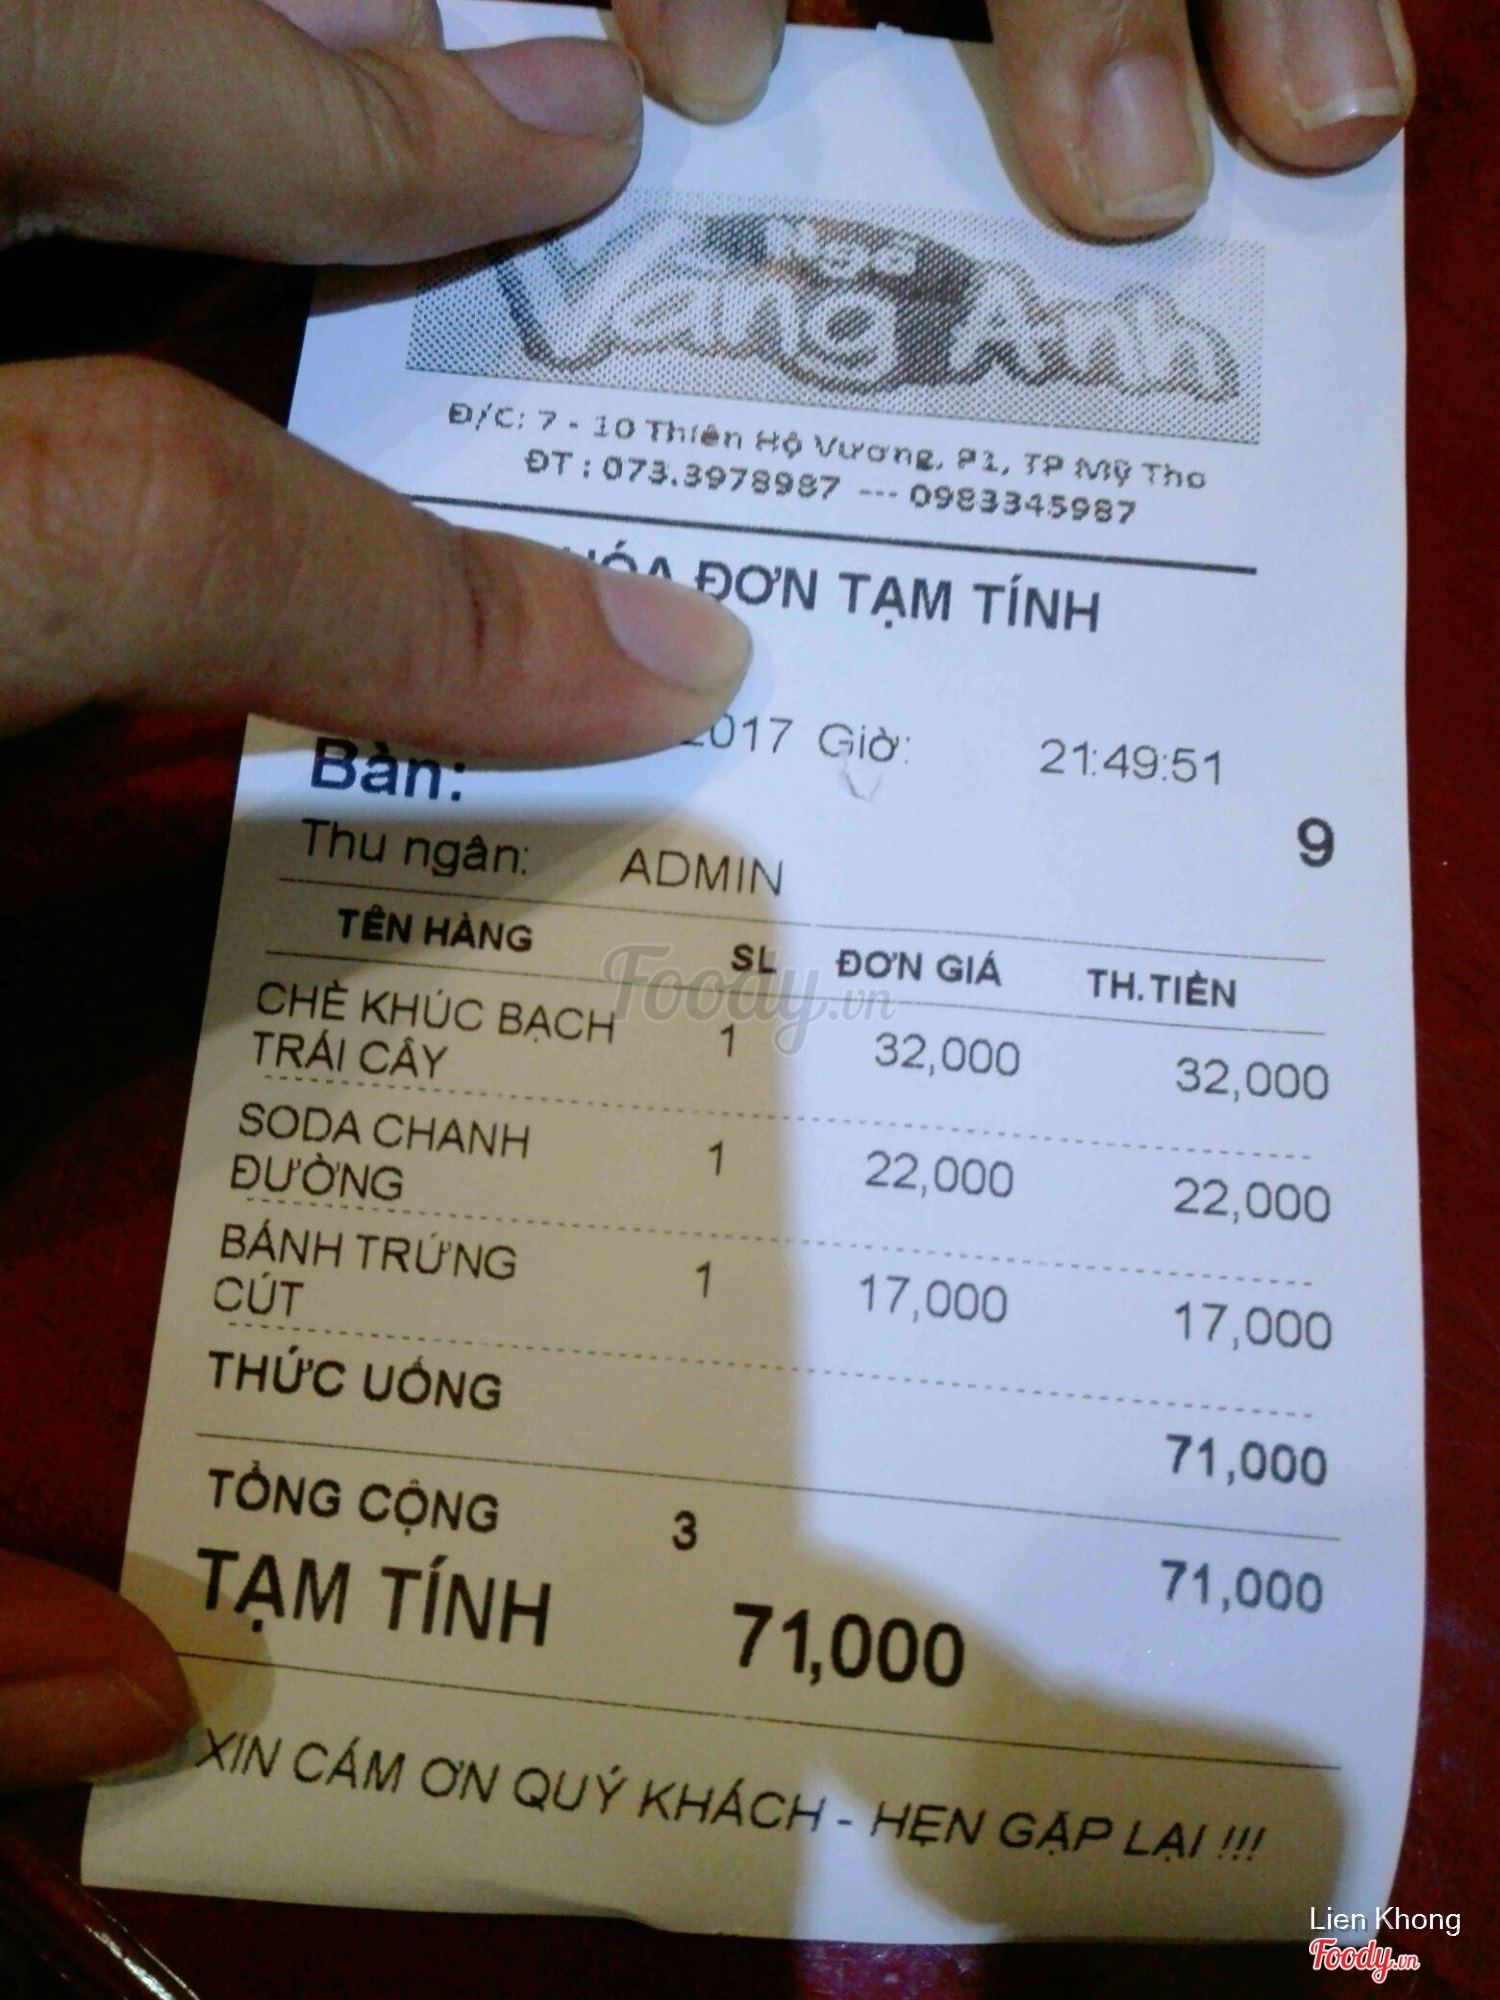 Ngã
Vàng Anh
Đ/C: 7 - 10 Thiên Hộ Vương, P1, TP Mỹ Tho
ĐT : 073.3978987 --- 0983345987
HÓA ĐƠN TẠM TÍNH
2017 Giờ: 21:49:51
Bàn: 9
Thu ngân: ADMIN
TÊN HÀNG SL ĐƠN GIÁ TH.TIỀN
CHÈ KHÚC BẠCH TRÁI CÂY 1 32,000 32,000
SODA CHANH ĐƯỜNG 1 22,000 22,000
BÁNH TRỨNG CÚT 1 17,000 17,000
THỨC UỐNG 71,000
TỔNG CỘNG 3 71,000
TẠM TÍNH 71,000
XIN CÁM ƠN QUÝ KHÁCH - HẸN GẶP LẠI !!!
Foody.vn
Lien Khong
Foody.vn